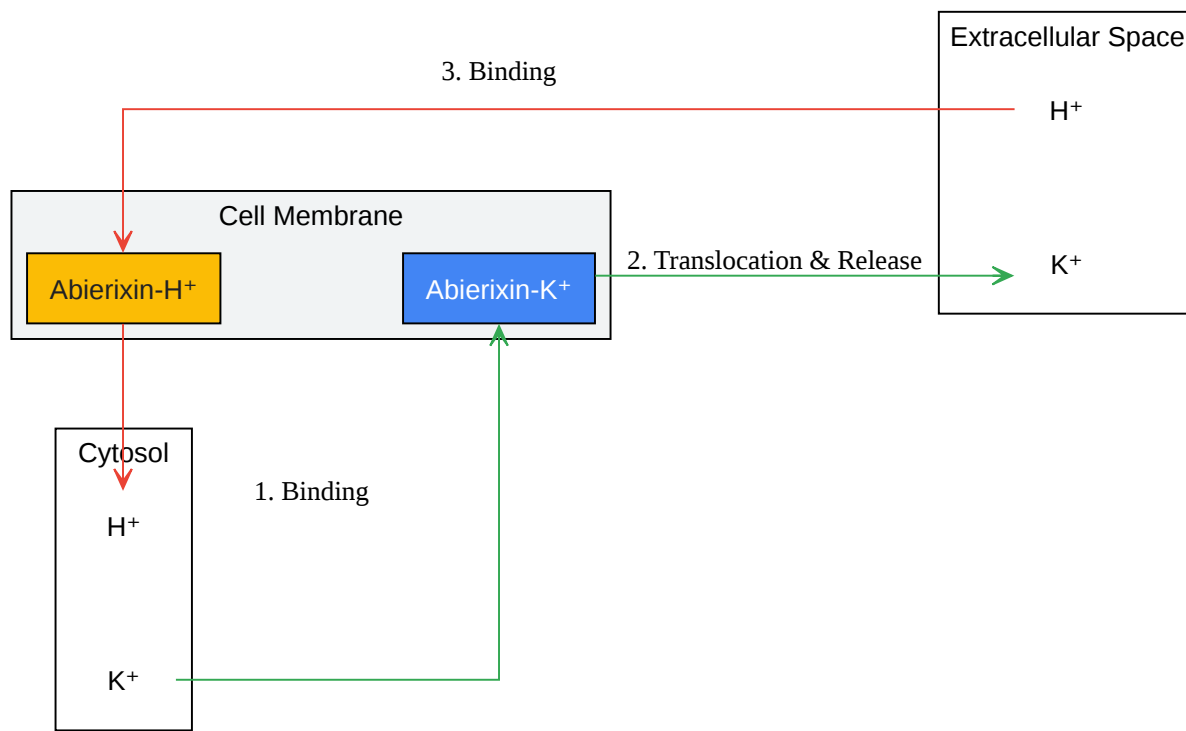 Extracellular Space
3. Binding
H⁺
Cell Membrane
2. Translocation & Release
K⁺
Abierixin-H⁺
Abierixin-K⁺
Cytosol
1. Binding
H⁺
K⁺